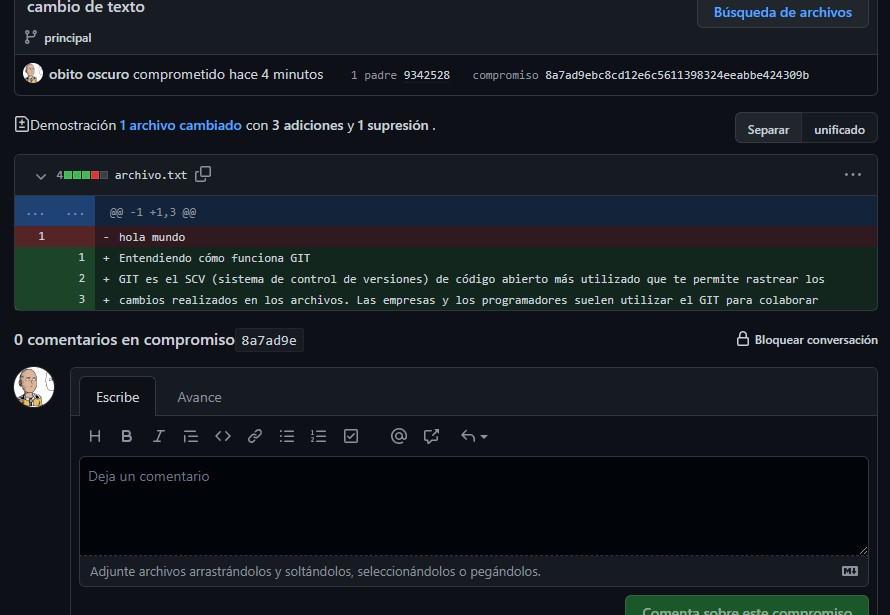 cambio de texto
Búsqueda de archivos
principal
obito oscuro comprometido hace 4 minutos 1 padre 9342528 compromiso 8a7ad9ebc8cd12e6c5611398324eeabbe424309b
Demostración 1 archivo cambiado con 3 adiciones y 1 supresión .
Separar unificado
4 archivo.txt
... ... @@ -1 +1,3 @@
1 - hola mundo
1 + Entendiendo cómo funciona GIT
2 + GIT es el SCV (sistema de control de versiones) de código abierto más utilizado que te permite rastrear los
3 + cambios realizados en los archivos. Las empresas y los programadores suelen utilizar el GIT para colaborar
0 comentarios en compromiso 8a7ad9e
Bloquear conversación
Escribe Avance
Deja un comentario
Adjunte archivos arrastrándolos y soltándolos, seleccionándolos o pegándolos.
Comenta sobre este compromiso